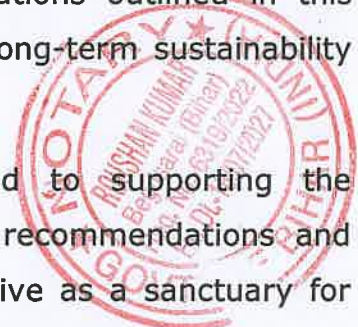 ations outlined in this
ong-term sustainability
NOTARY
ROUSHAN KUMAR
Begusarai (Bihar)
GOVT
BIHAR
d to supporting the
recommendations and
ive as a sanctuary for